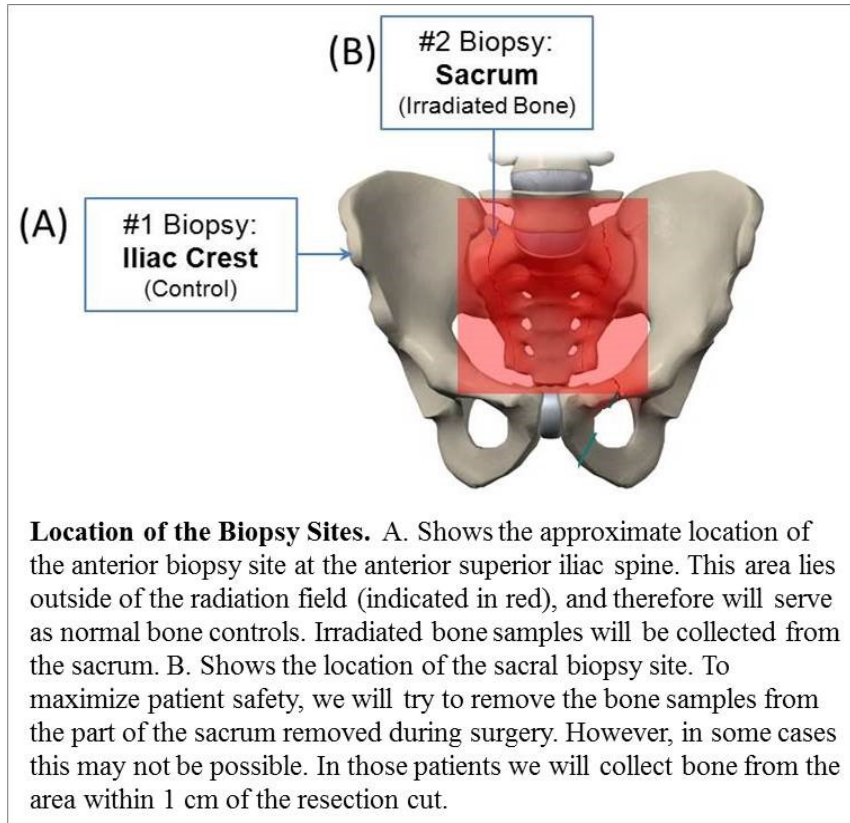 (B)
#2 Biopsy:
Sacrum
(Irradiated Bone)
(A)
#1 Biopsy:
Iliac Crest
(Control)
Location of the Biopsy Sites. A. Shows the approximate location of
the anterior biopsy site at the anterior superior iliac spine. This area lies
outside of the radiation field (indicated in red), and therefore will serve
as normal bone controls. Irradiated bone samples will be collected from
the sacrum. B. Shows the location of the sacral biopsy site. To
maximize patient safety, we will try to remove the bone samples from
the part of the sacrum removed during surgery. However, in some cases
this may not be possible. In those patients we will collect bone from the
area within 1 cm of the resection cut.